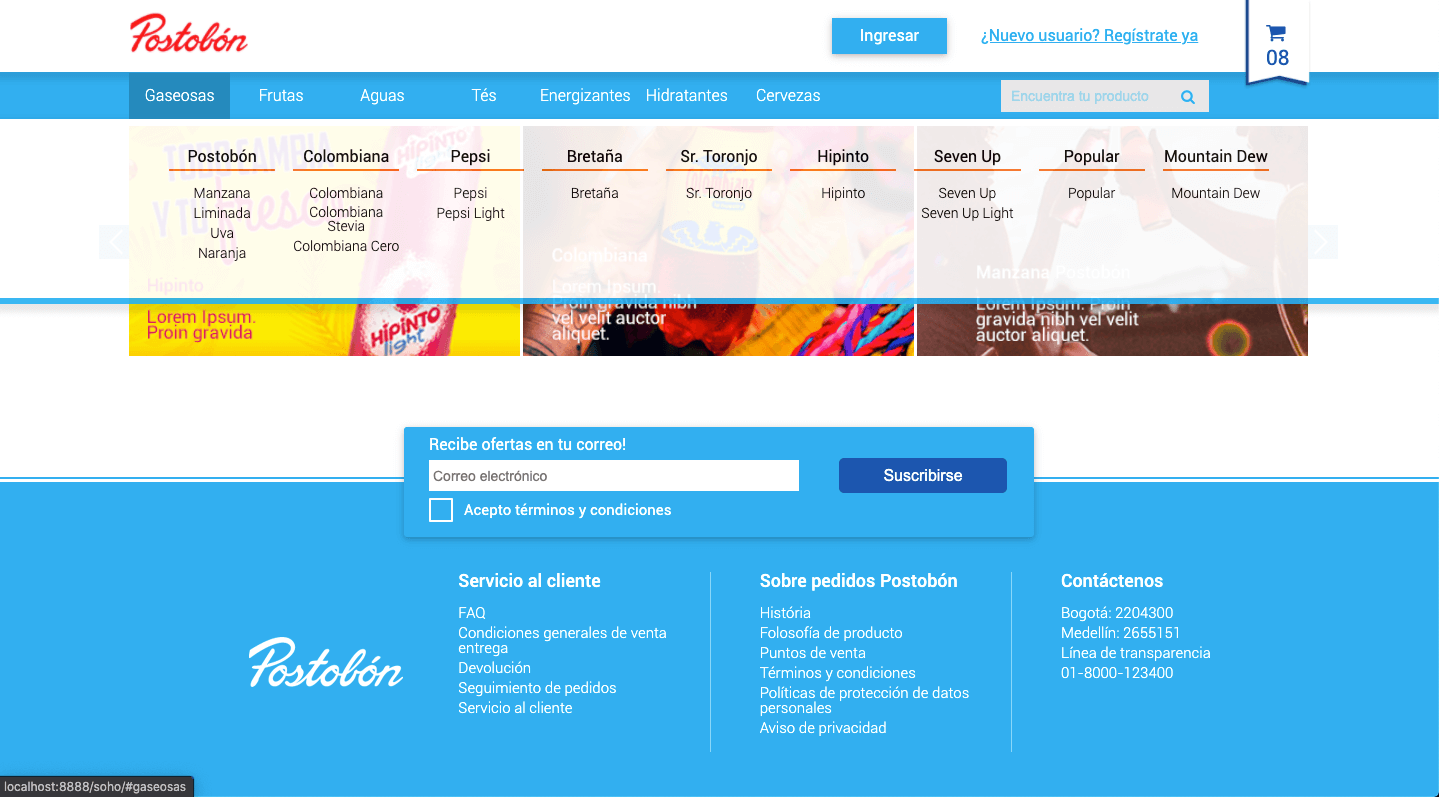 Postobón
Ingresar
¿Nuevo usuario? Regístrate ya
08
Gaseosas
Frutas
Aguas
Tés
Energizantes
Hidratantes
Cervezas
Encuentra tu producto
Postobón
Manzana
Liminada
Uva
Naranja
Colombiana
Colombiana
Colombiana
Stevia
Colombiana Cero
Pepsi
Pepsi
Pepsi Light
Bretaña
Bretaña
Sr. Toronjo
Sr. Toronjo
Hipinto
Hipinto
Seven Up
Seven Up
Seven Up Light
Popular
Popular
Mountain Dew
Mountain Dew
TODO CAMBIA
Y TU
HIPINTO
Hipinto
Lorem Ipsum.
Proin gravida
HIPINTO
light
Colombiana
Lorem Ipsum.
Proin gravida nibh
vel velit auctor
aliquet.
Manzana Postobón
Lorem Ipsum. Proin
gravida nibh vel velit
auctor aliquet.
Recibe ofertas en tu correo!
Correo electrónico
Suscribirse
Acepto términos y condiciones
Postobón
Servicio al cliente
FAQ
Condiciones generales de venta
entrega
Devolución
Seguimiento de pedidos
Servicio al cliente
Sobre pedidos Postobón
História
Folosofía de producto
Puntos de venta
Términos y condiciones
Políticas de protección de datos
personales
Aviso de privacidad
Contáctenos
Bogotá: 2204300
Medellín: 2655151
Línea de transparencia
01-8000-123400
localhost:8888/soho/#gaseosas